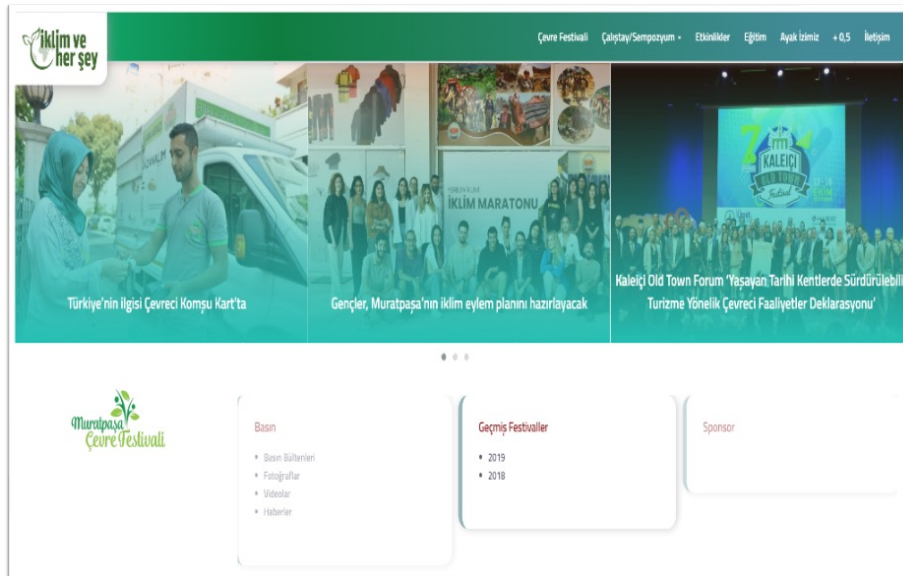 iklim ve
her şey
Çevre Festivali Çalıştay/Sempozyum Etkinlikler Eğitim Ayak İzimiz + 0,5 İletişim
İKLİM MARATONU
KALEİÇİ
OLD TOWN
Festival
Türkiye'nin ilgisi Çevreci Komşu Kart'ta
Gençler, Muratpaşa'nın iklim eylem planını hazırlayacak
Kaleiçi Old Town Forum 'Yaşayan Tarihi Kentlerde Sürdürülebili
Turizme Yönelik Çevreci Faaliyetler Deklarasyonu'
Muratpaşa
Çevre Festivali
Basın
• Basın Bültenleri
• Fotoğraflar
• Videolar
• Haberler
Geçmiş Festivaller
• 2019
• 2018
Sponsor